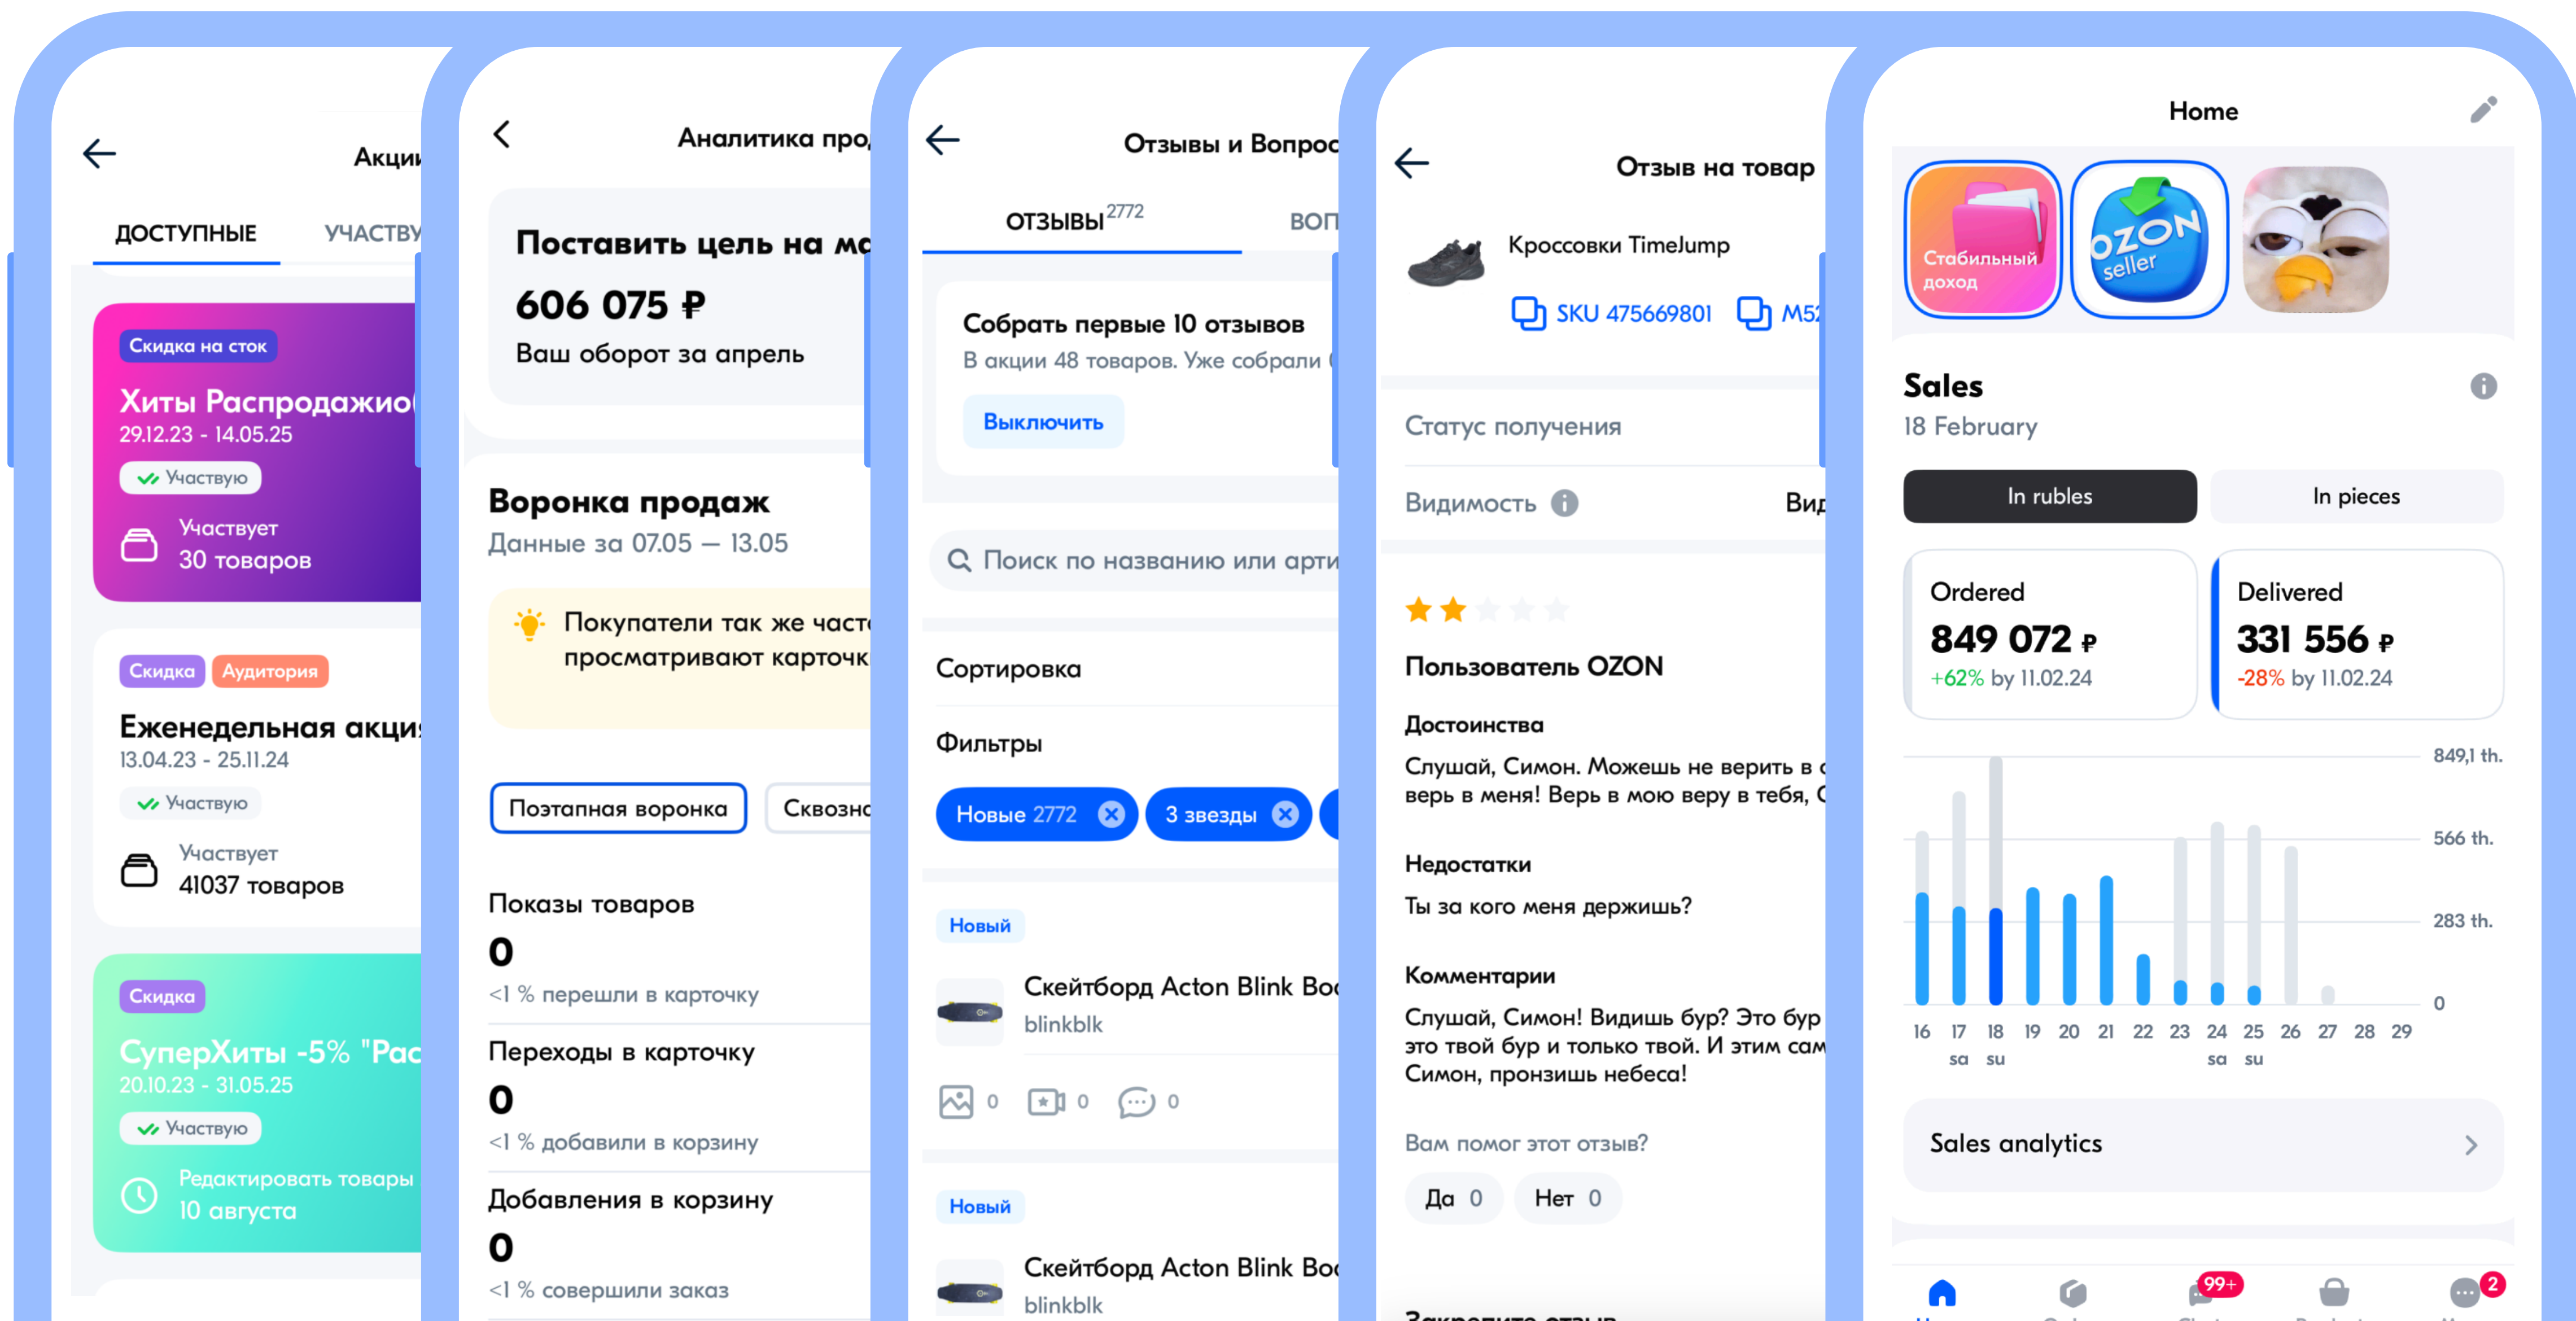 Акции
ДОСТУПНЫЕ
Скидка на сток
Хиты Распродажи
29.12.23 - 14.05.25
Участвую
Участвует
30 товаров
Скидка
Аудитория
Еженедельная акция
13.04.23 - 25.11.24
Участвую
Участвует
41037 товаров
Скидка
СуперХиты -5% "Рас
20.10.23 - 31.05.25
Участвую
Редактировать товары
10 августа
Аналитика про
Поставить цель на
606 075 ₽
Ваш оборот за апрель
Воронка продаж
Данные за 07.05 – 13.05
Покупатели так же част
просматривают карточк
Поэтапная воронка
Сквозн
Показы товаров
0
<1 % перешли в карточку
Переходы в карточку
0
<1 % добавили в корзину
Добавления в корзину
0
<1 % совершили заказ
Отзывы и Вопрос
ОТЗЫВЫ 2772
ВОП
Собрать первые 10 отзывов
В акции 48 товаров. Уже собрали
Выключить
Поиск по названию или арти
Сортировка
Фильтры
Новые 2772
3 звезды
Новый
Скейтборд Acton Blink Bo
blinkblk
0 0 0
Новый
Скейтборд Acton Blink Bo
blinkblk
Отзыв на товар
Кроссовки TimeJump
SKU 475669801
M52
Статус получения
Видимость
Вид
Пользователь OZON
Достоинства
Слушай, Симон. Можешь не верить в с
верь в меня! Верь в мою веру в тебя, С
Недостатки
Ты за кого меня держишь?
Комментарии
Слушай, Симон! Видишь бур? Это бур
это твой бур и только твой. И этим сам
Симон, пронзишь небеса!
Вам помог этот отзыв?
Да 0
Нет 0
Закрепите отзыв
Home
Стабильный
доход
OZON
seller
Sales
18 February
In rubles
In pieces
Ordered
849 072 ₽
+62% by 11.02.24
Delivered
331 556 ₽
-28% by 11.02.24
849,1 th.
566 th.
283 th.
0
16 17 18 19 20 21 22 23 24 25 26 27 28 29
sa su sa su
Sales analytics
99+
2